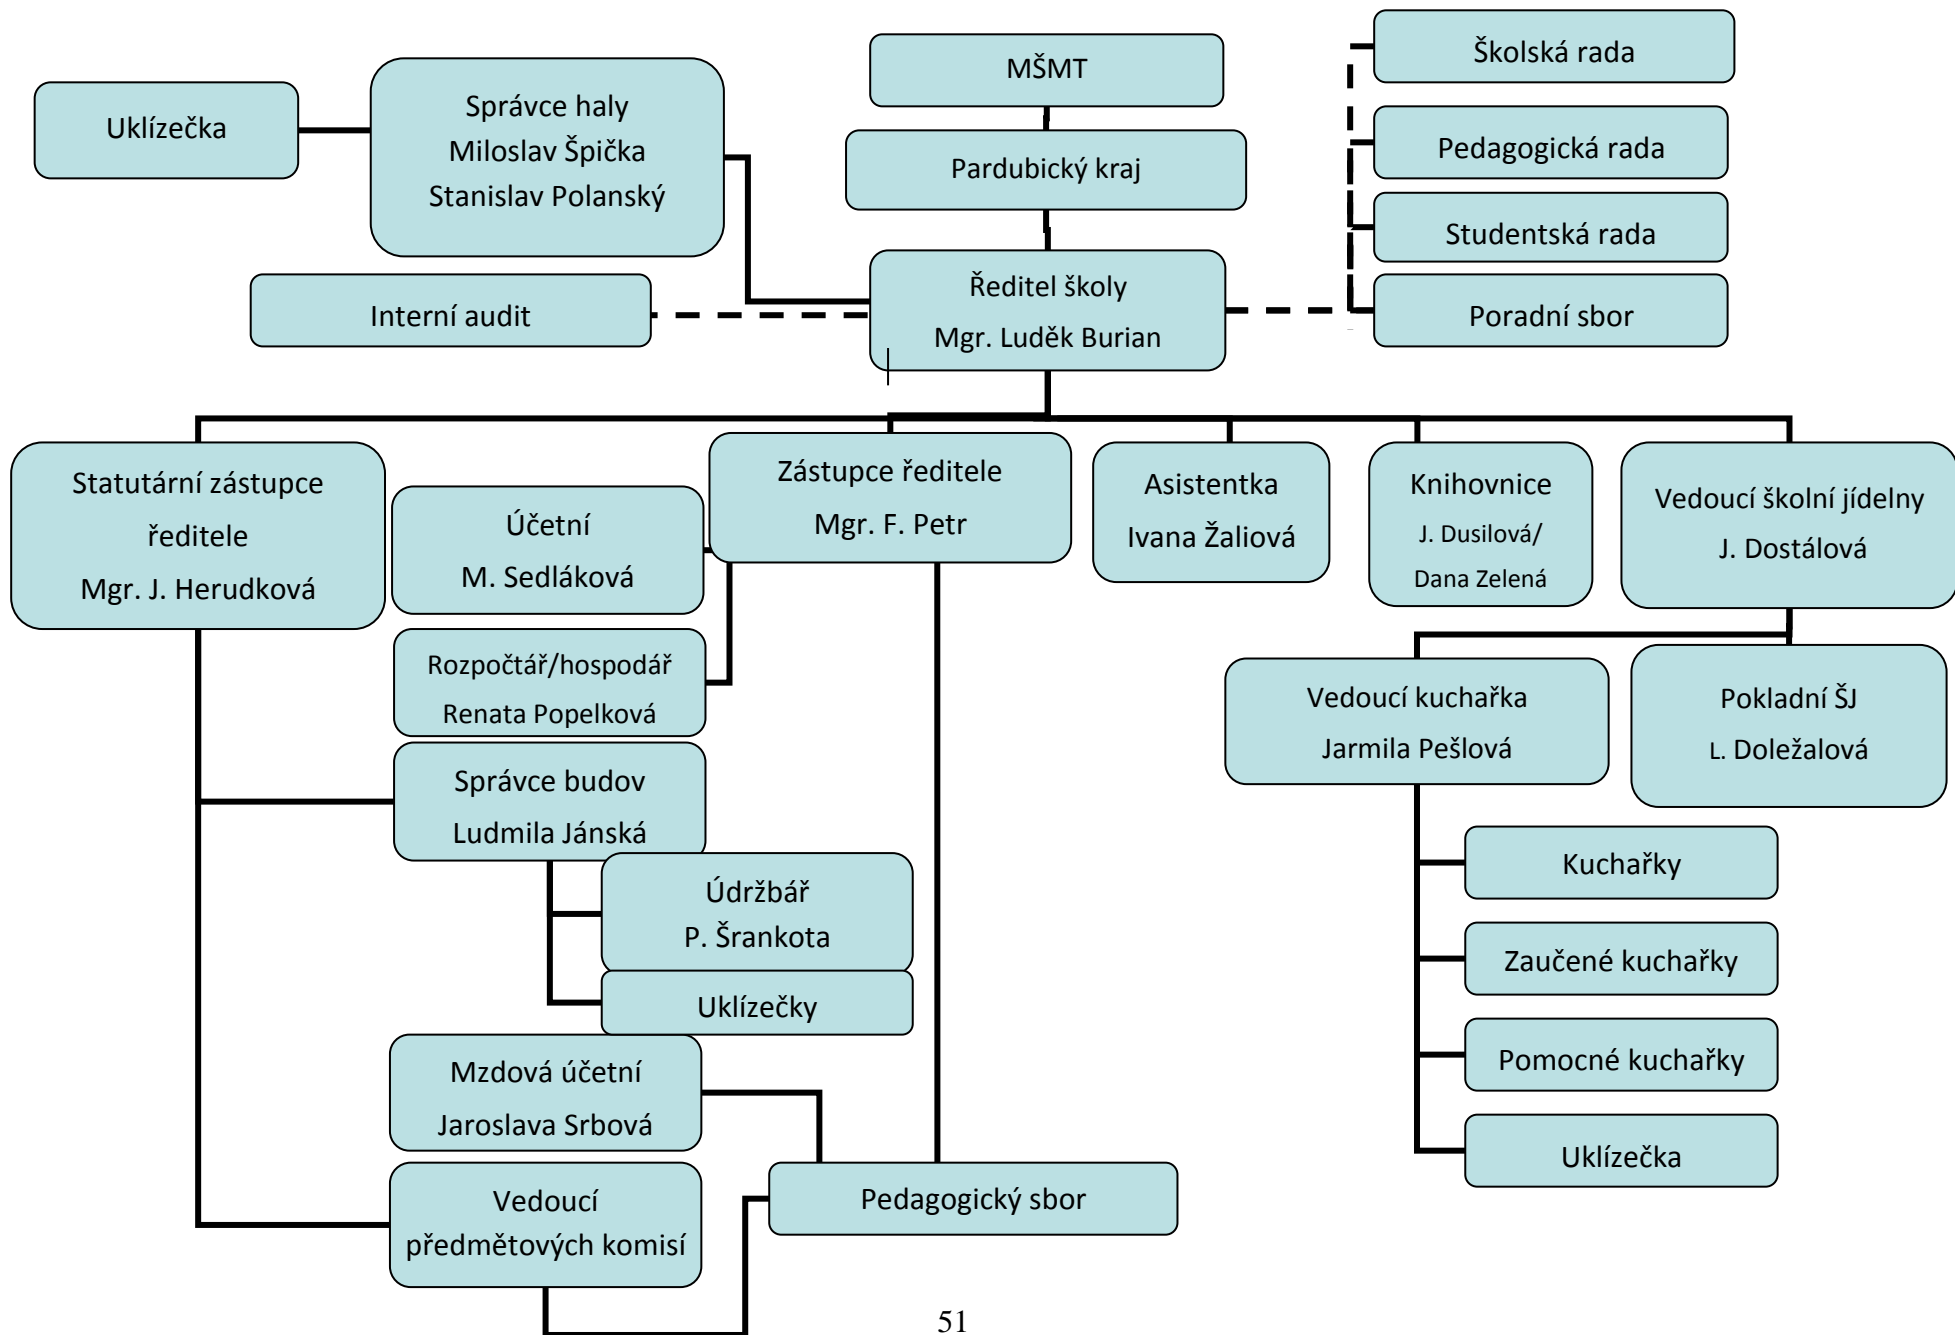 MŠMT
Školská rada
Uklízečka
Správce haly
Miloslav Špička
Stanislav Polanský
Pardubický kraj
Pedagogická rada
Studentská rada
Interní audit
Ředitel školy
Mgr. Luděk Burian
Poradní sbor
Statutární zástupce
ředitele
Mgr. J. Herudková
Účetní
M. Sedláková
Zástupce ředitele
Mgr. F. Petr
Asistentka
Ivana Žaliová
Knihovnice
J. Dusilová/
Dana Zelená
Vedoucí školní jídelny
J. Dostálová
Rozpočtář/hospodář
Renata Popelková
Vedoucí kuchařka
Jarmila Pešlová
Pokladní ŠJ
L. Doležalová
Správce budov
Ludmila Jánská
Údržbář
P. Šrankota
Uklízečky
Kuchařky
Zaučené kuchařky
Pomocné kuchařky
Uklízečka
Mzdová účetní
Jaroslava Srbová
Vedoucí
předmětových komisí
Pedagogický sbor
51